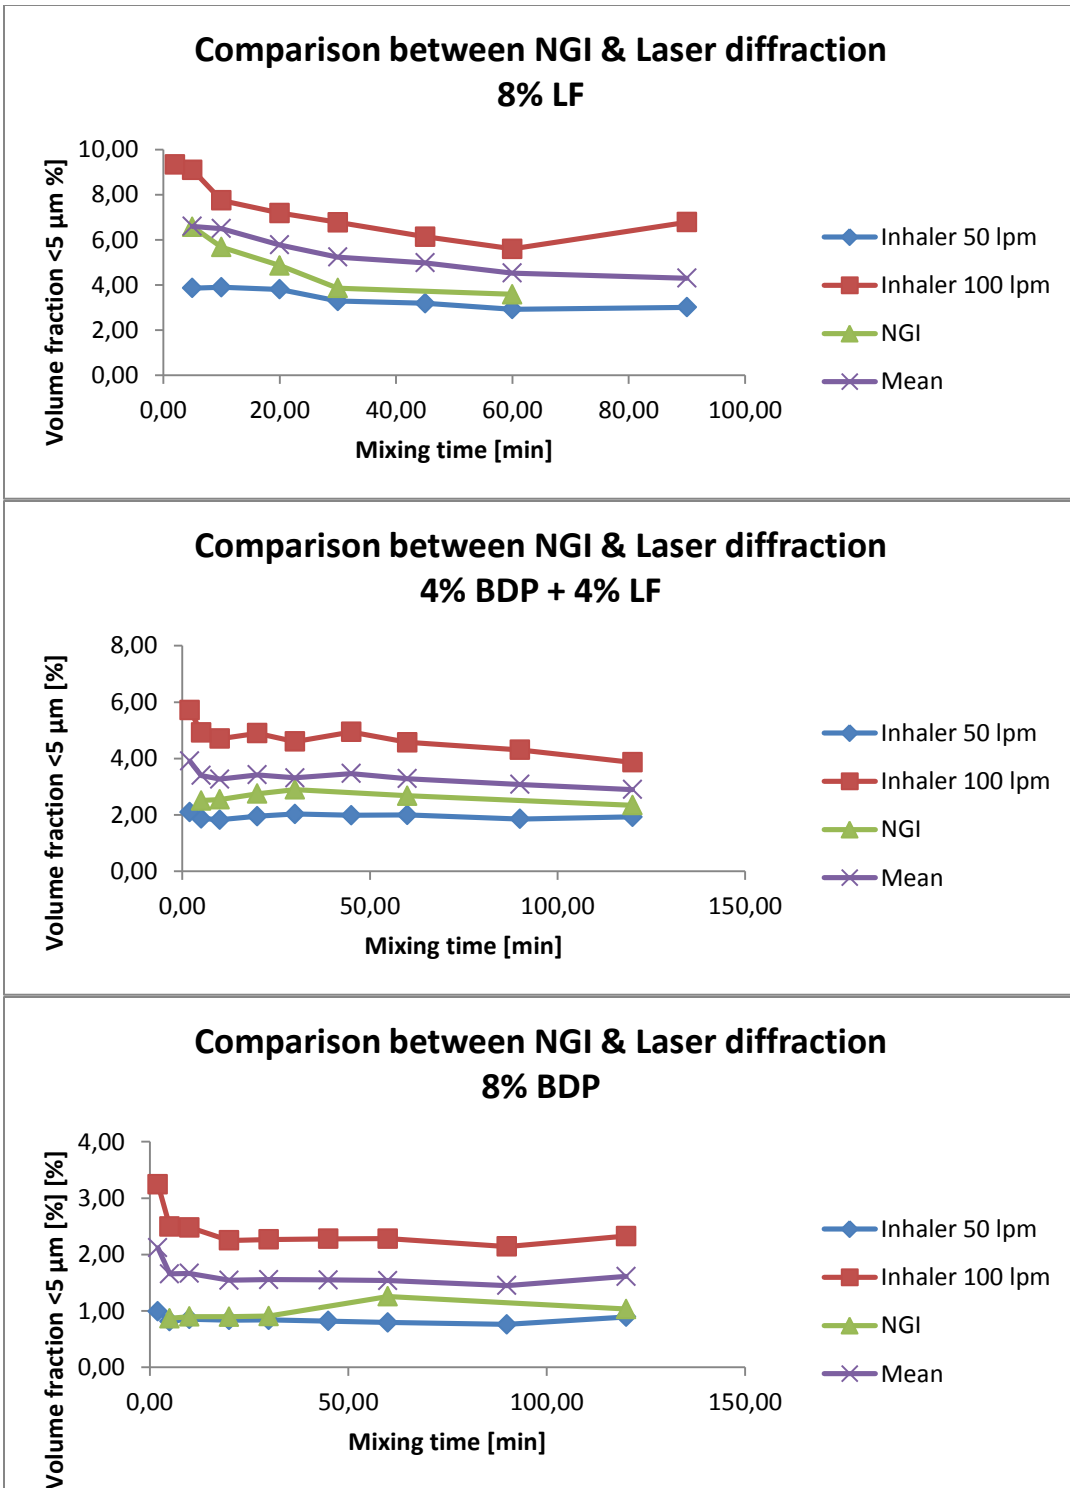 Comparison between NGI & Laser diffraction
8% LF
Volume fraction <5 µm %]
10,00
8,00
6,00
4,00
2,00
0,00
0,00 20,00 40,00 60,00 80,00 100,00
Mixing time [min]
Inhaler 50 lpm
Inhaler 100 lpm
NGI
Mean
Comparison between NGI & Laser diffraction
4% BDP + 4% LF
Volume fraction <5 µm [%]
8,00
6,00
4,00
2,00
0,00
0,00 50,00 100,00 150,00
Mixing time [min]
Inhaler 50 lpm
Inhaler 100 lpm
NGI
Mean
Comparison between NGI & Laser diffraction
8% BDP
Volume fraction <5 µm [%] [%]
4,00
3,00
2,00
1,00
0,00
0,00 50,00 100,00 150,00
Mixing time [min]
Inhaler 50 lpm
Inhaler 100 lpm
NGI
Mean